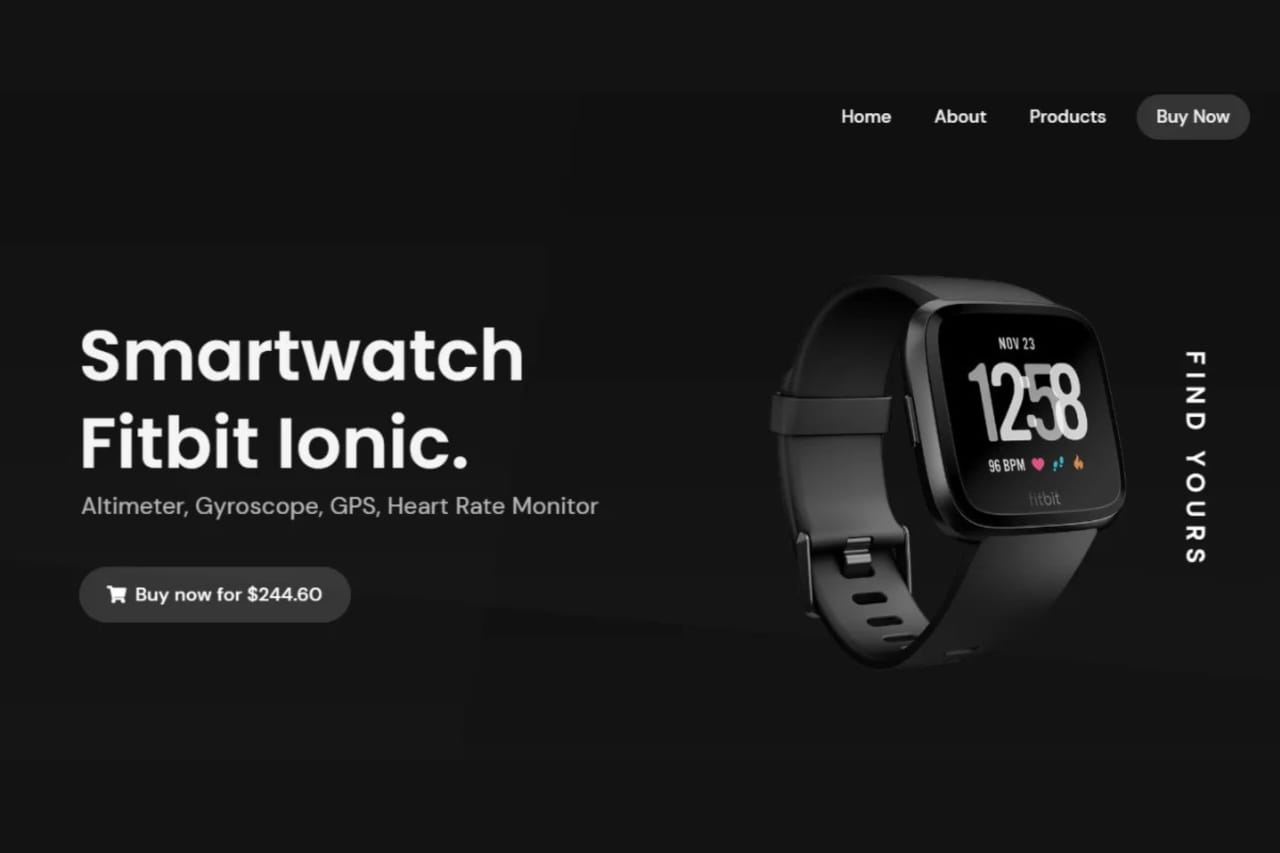 Home About Products Buy Now
Smartwatch
Fitbit Ionic.
Altimeter, Gyroscope, GPS, Heart Rate Monitor
Buy now for $244.60
NOV 23
12:58
96 BPM
fitbit
FIND YOURS